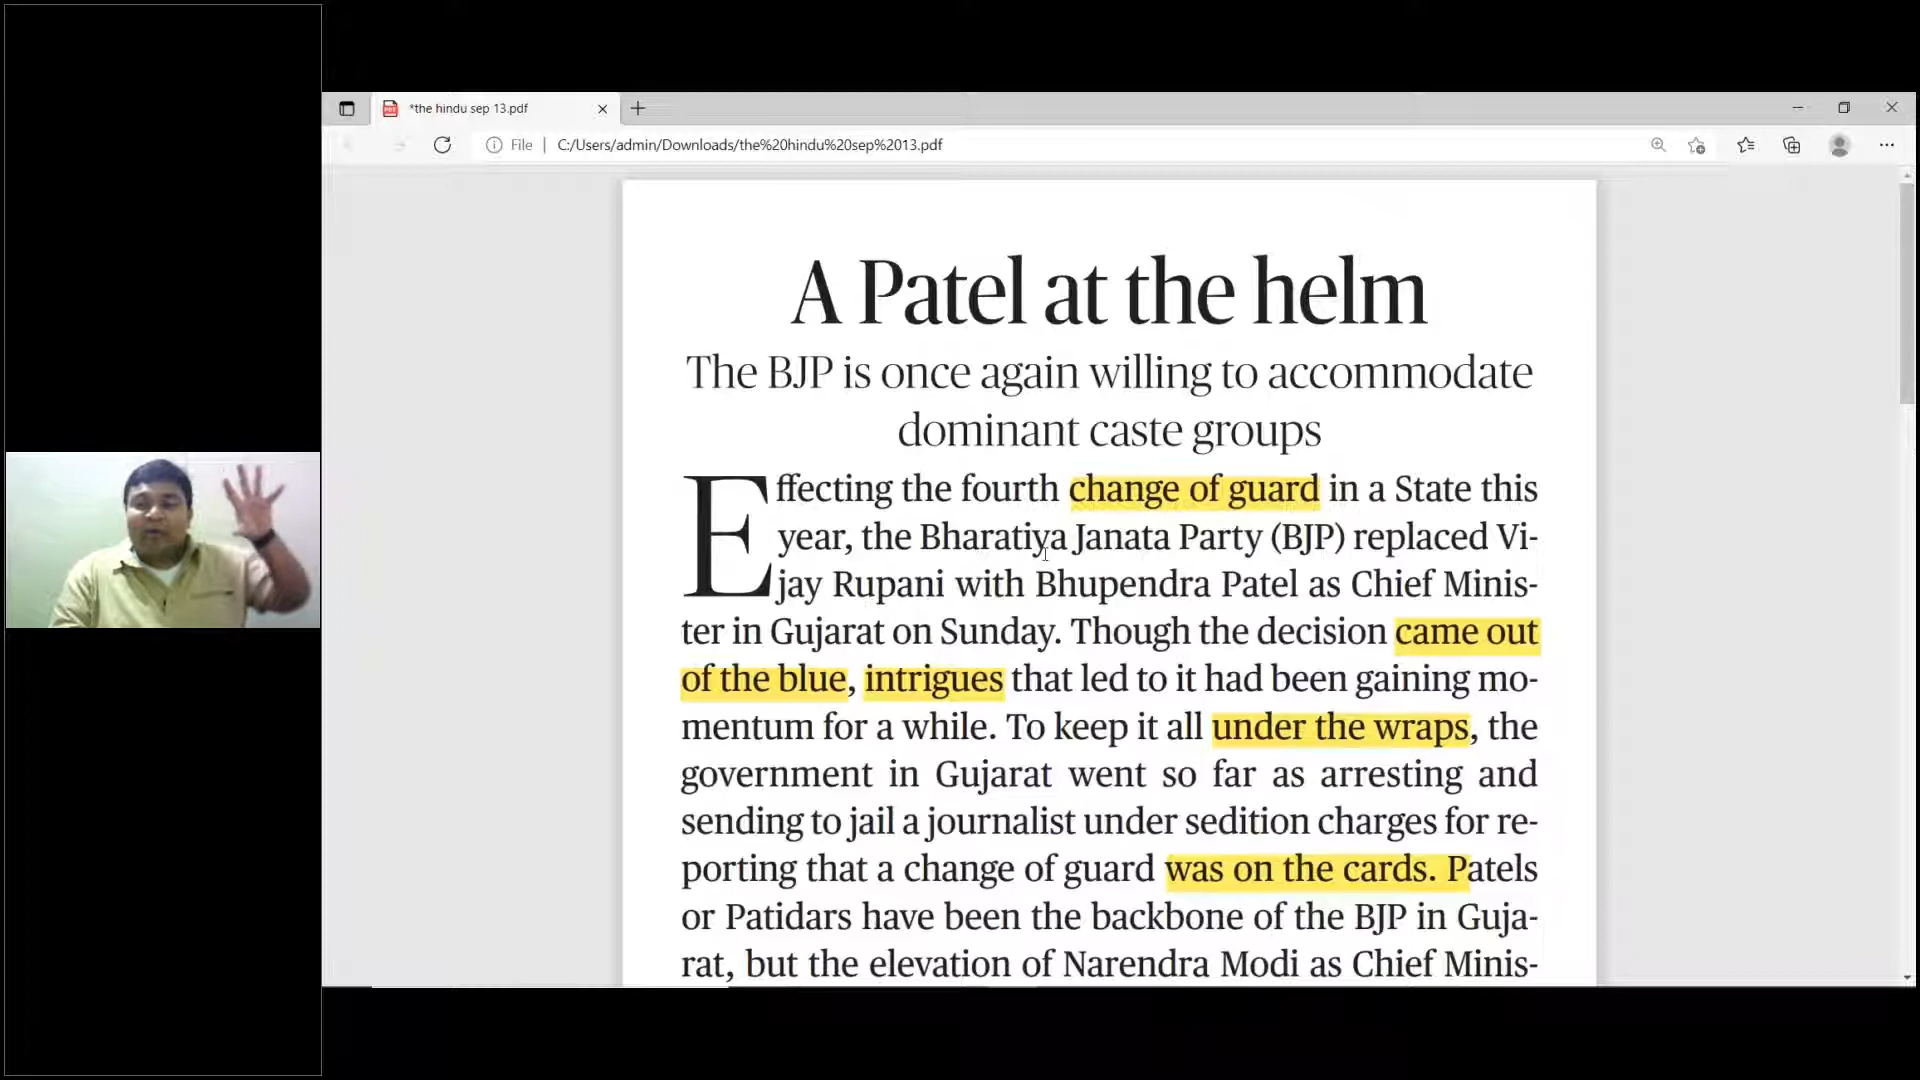 *the hindu sep 13.pdf
File | C:/Users/admin/Downloads/the%20hindu%20sep%2013.pdf
A Patel at the helm
The BJP is once again willing to accommodate
dominant caste groups
Effecting the fourth change of guard in a State this
year, the Bharatiya Janata Party (BJP) replaced Vi-
jay Rupani with Bhupendra Patel as Chief Minis-
ter in Gujarat on Sunday. Though the decision came out
of the blue, intrigues that led to it had been gaining mo-
mentum for a while. To keep it all under the wraps, the
government in Gujarat went so far as arresting and
sending to jail a journalist under sedition charges for re-
porting that a change of guard was on the cards. Patels
or Patidars have been the backbone of the BJP in Guja-
rat, but the elevation of Narendra Modi as Chief Minis-